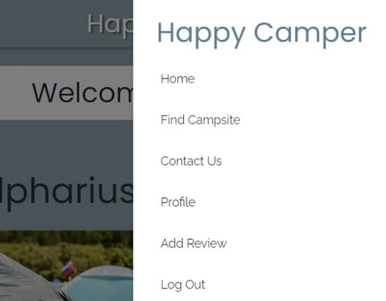 Hap
Happy Camper
Home
Welcom
Find Campsite
Contact Us
lpharius
Profile
Add Review
Log Out